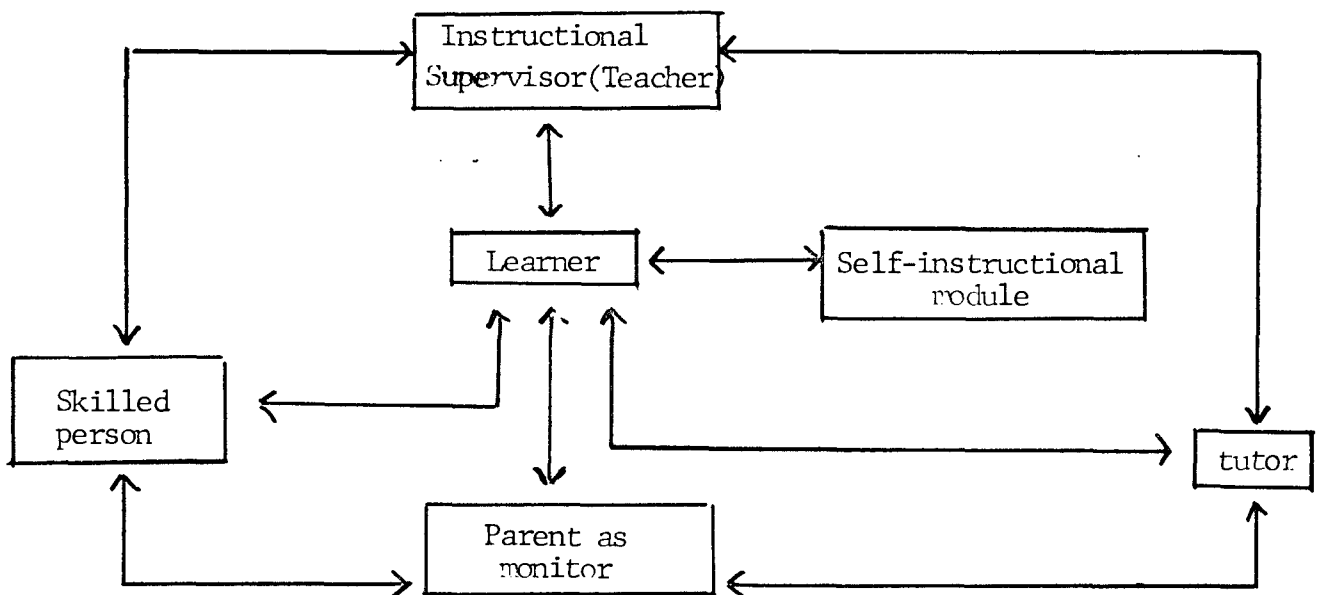 Instructional
Supervisor(Teacher)
Learner
Self-instructional
module
Skilled
person
tutor
Parent as
monitor